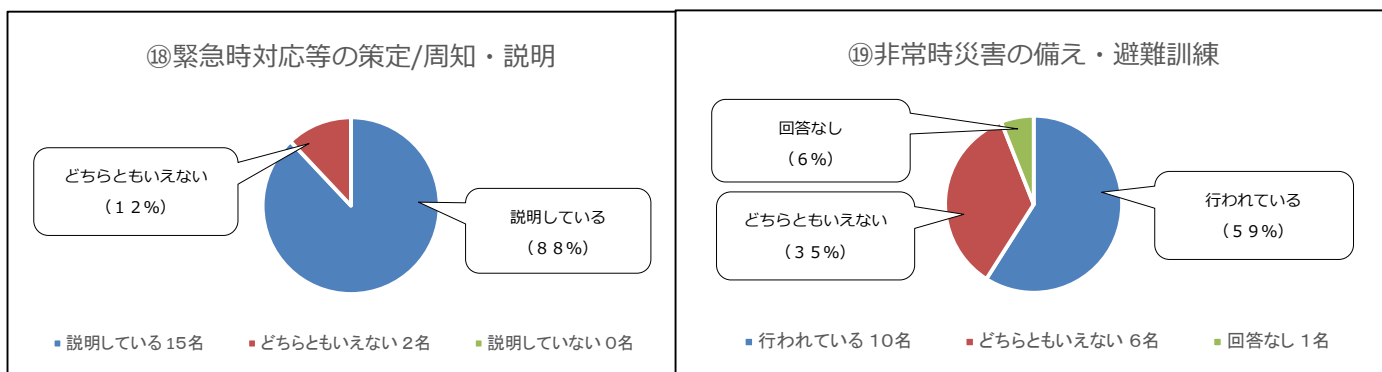 ⑱緊急時対応等の策定/周知・説明
どちらともいえない
（１２%）
説明している
（８８%）
説明している 15名
どちらともいえない 2名
説明していない 0名
⑲非常時災害の備え・避難訓練
回答なし
（６%）
どちらともいえない
（３５%）
行われている
（５９%）
行われている 10名
どちらともいえない 6名
回答なし 1名